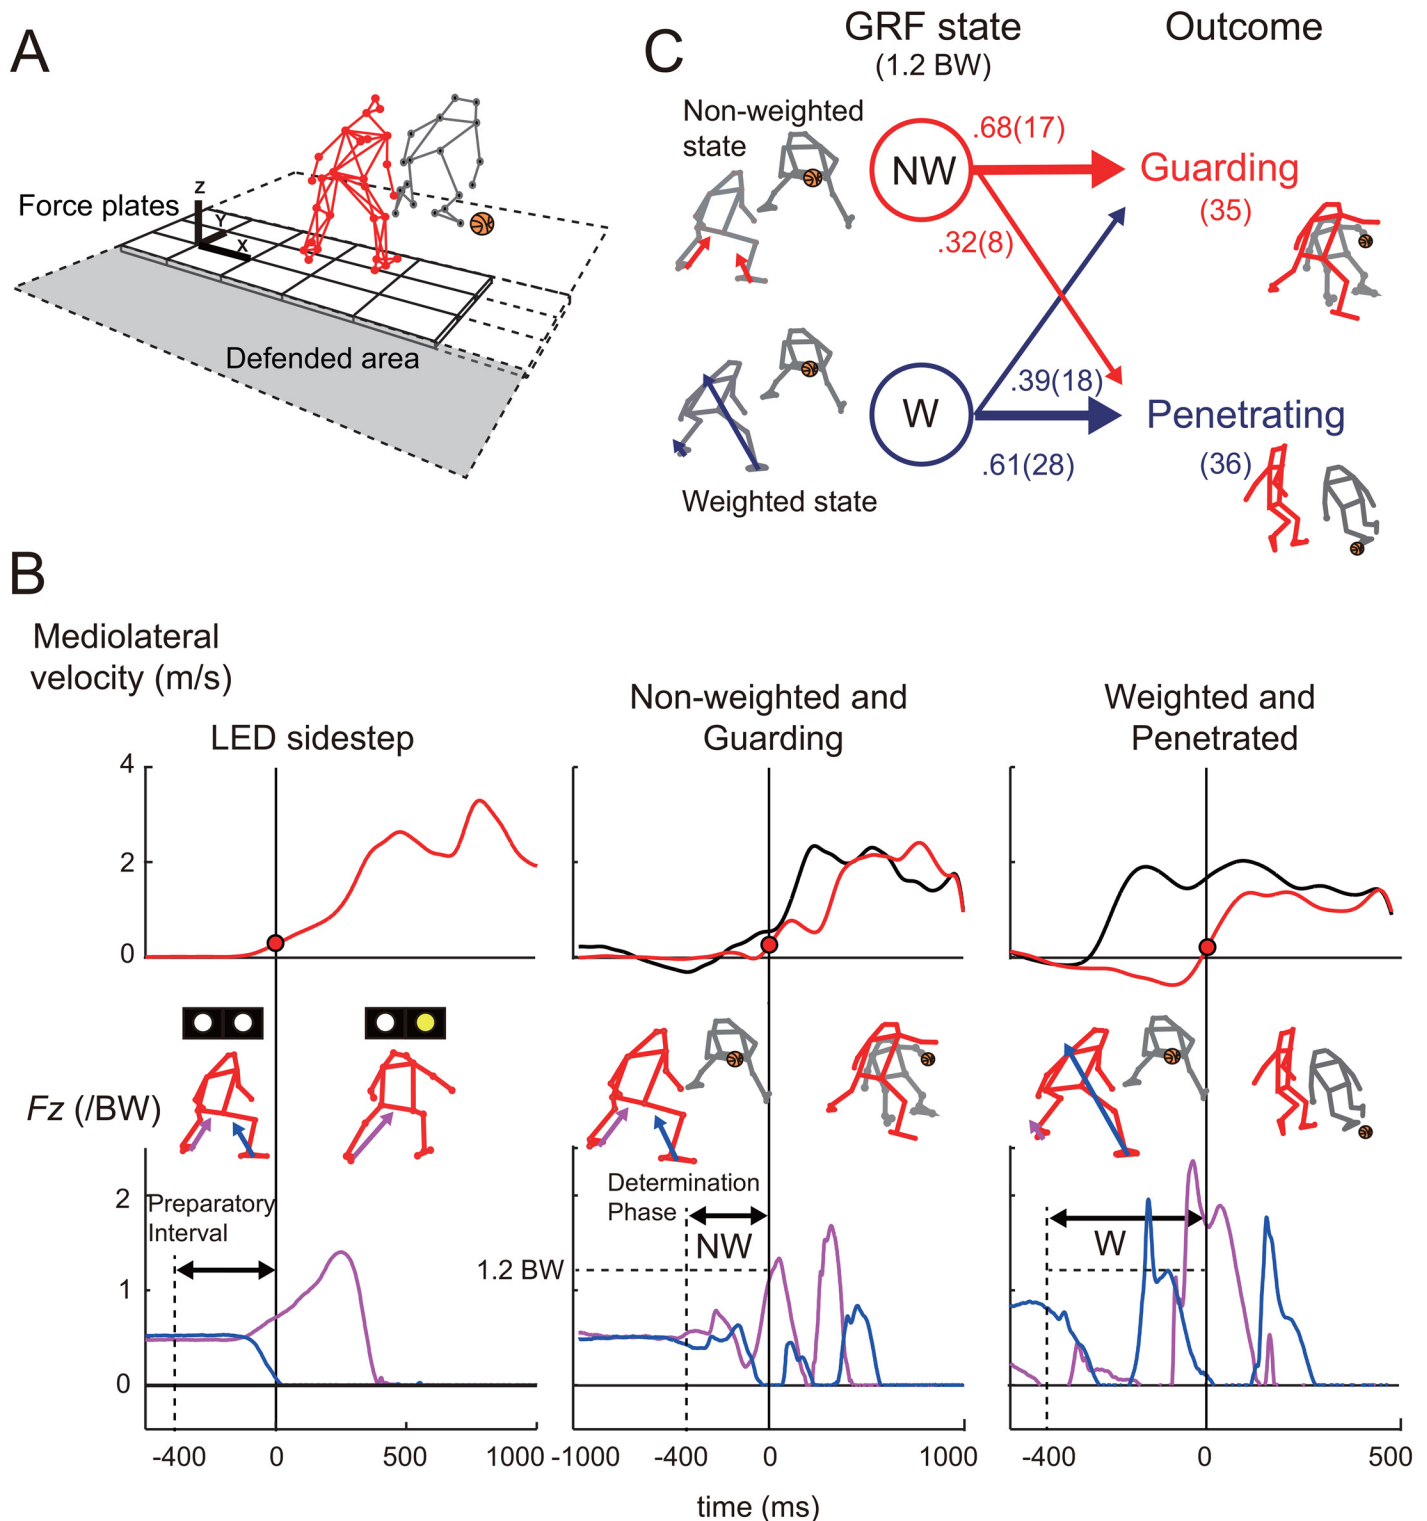 A
Force plates
z
Y
X
Defended area
C
GRF state
(1.2 BW)
Outcome
Non-weighted
state
NW
.68(17)
Guarding
(35)
.32(8)
W
.39(18)
Penetrating
.61(28)
(36)
Weighted state
B
Mediolateral
velocity (m/s)
LED sidestep
Non-weighted and
Guarding
Weighted and
Penetrated
4
2
0
Fz (/BW)
Preparatory
Interval
Determination
Phase
NW
W
1.2 BW
2
1
0
-400
0
500
1000
-1000
-400
0
1000
-400
0
500
time (ms)